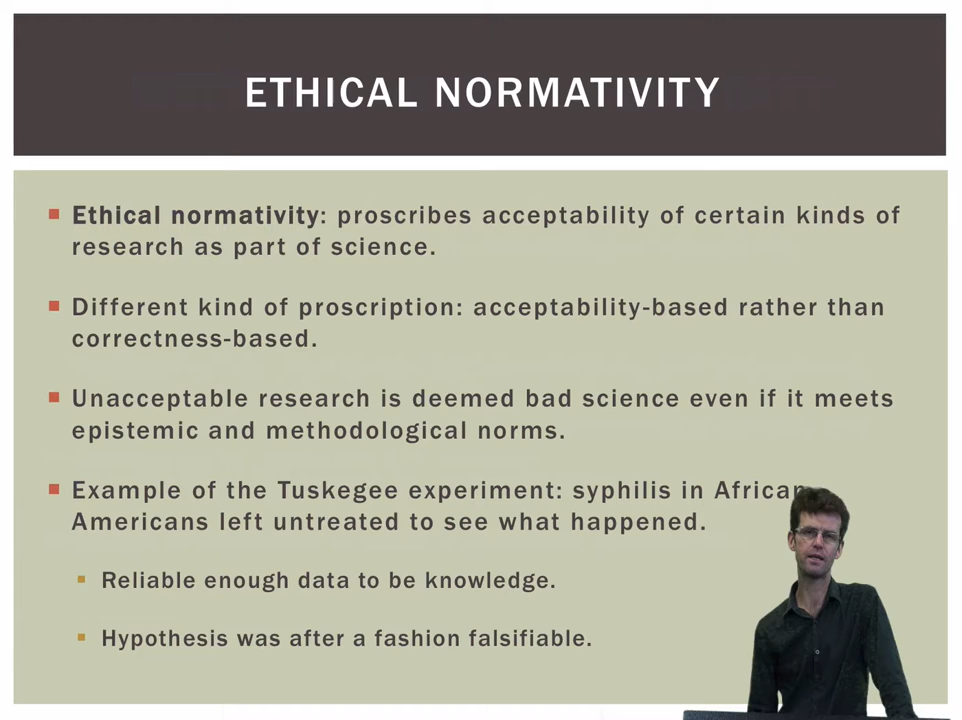 ETHICAL NORMATIVITY
Ethical normativity: proscribes acceptability of certain kinds of
research as part of science.
Different kind of proscription: acceptability-based rather than
correctness-based.
Unacceptable research is deemed bad science even if it meets
epistemic and methodological norms.
Example of the Tuskegee experiment: syphilis in African
Americans left untreated to see what happened.
Reliable enough data to be knowledge.
Hypothesis was after a fashion falsifiable.